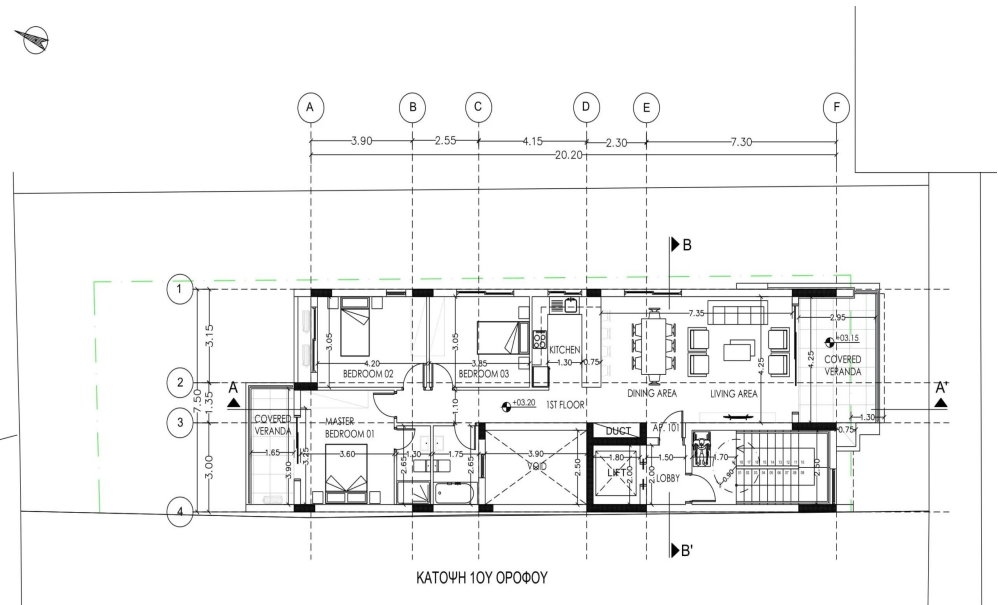 A B C D E F
3.90 2.55 4.15 2.30 7.30
20.20
B
1
3.15
7.35
2.95
3.05
3.05
+03.15
4.25
4.25
KITCHEN
COVERED
VERANDA
4.20
3.85
1.30
0.75
BEDROOM 02
BEDROOM 03
2
A
A'
7.50
1.35
1.10
+03.20 1ST FLOOR
DINING AREA
LIVING AREA
1.30
COVERED
VERANDA
MASTER
BEDROOM 01
3
DUCT
AP. 101
0.75
1.65
3.90
3.25
3.60
2.65
1.30
1.75
2.65
3.90
VOID
2.50
1.80
1.50
1.70
LIFT
2.00
2.00
LOBBY
0.90
2.50
3.00
4
B'
ΚΑΤΟΨΗ 1ΟΥ ΟΡΟΦΟΥ